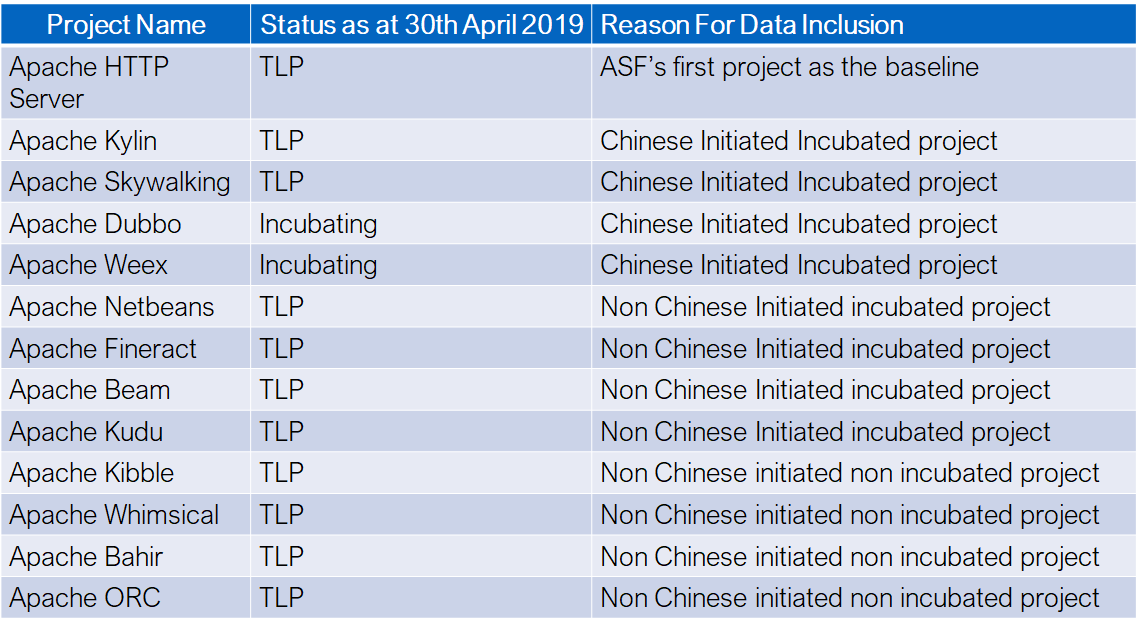 Project Name Status as at 30th April 2019 Reason For Data Inclusion
Apache HTTP TLP ASF's first project as the baseline
Server
Apache Kylin TLP Chinese Initiated Incubated project
Apache Skywalking TLP Chinese Initiated Incubated project
Apache Dubbo Incubating Chinese Initiated Incubated project
Apache Weex Incubating Chinese Initiated Incubated project
Apache Netbeans TLP Non Chinese Initiated incubated project
Apache Fineract TLP Non Chinese Initiated incubated project
Apache Beam TLP Non Chinese Initiated incubated project
Apache Kudu TLP Non Chinese Initiated incubated project
Apache Kibble TLP Non Chinese initiated non incubated project
Apache Whimsical TLP Non Chinese initiated non incubated project
Apache Bahir TLP Non Chinese initiated non incubated project
Apache ORC TLP Non Chinese initiated non incubated project